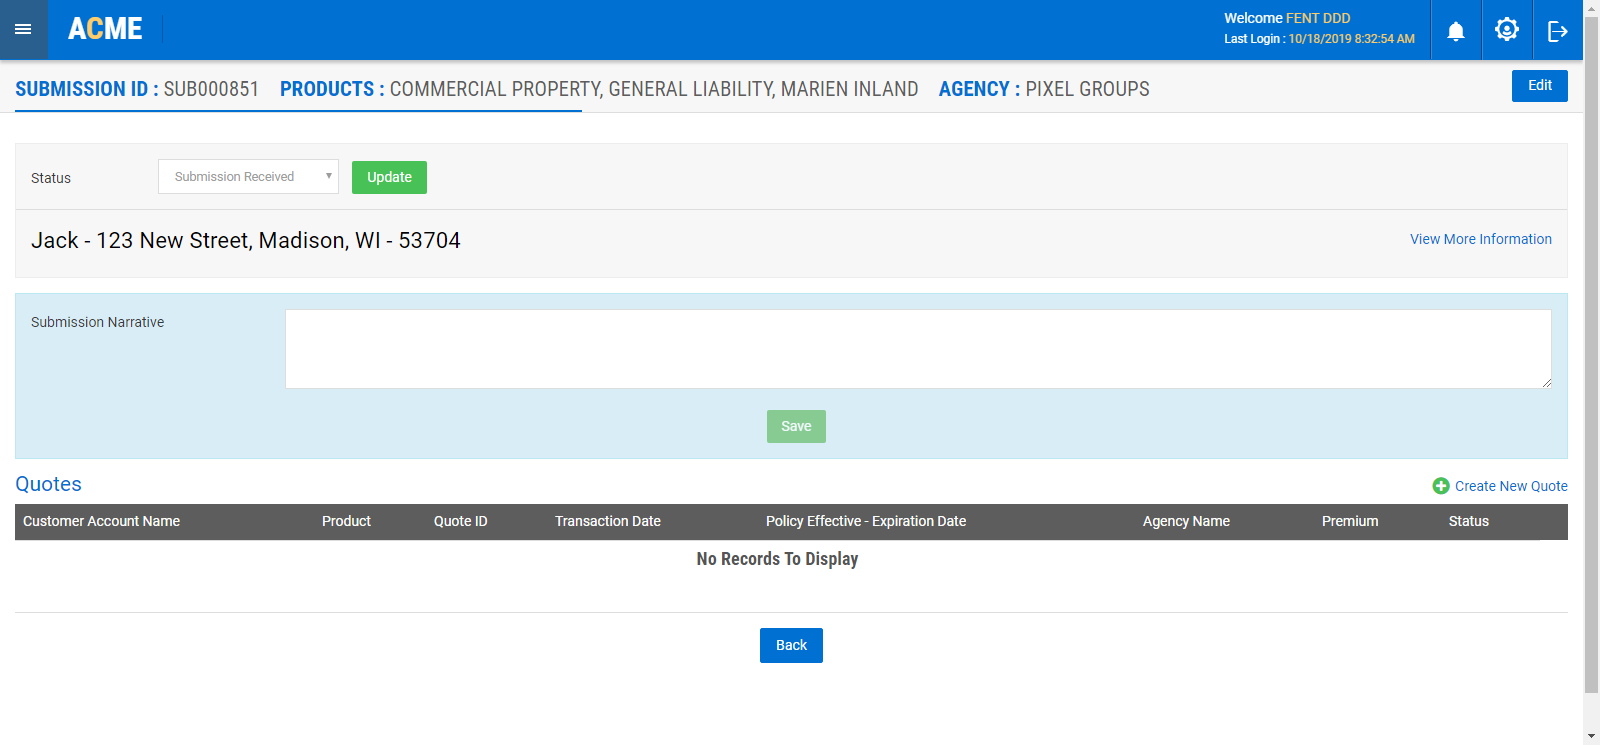 ACME
Welcome FENT DDD
Last Login : 10/18/2019 8:32:54 AM
SUBMISSION ID : SUB000851 PRODUCTS : COMMERCIAL PROPERTY, GENERAL LIABILITY, MARIEN INLAND AGENCY : PIXEL GROUPS
Edit
Status Submission Received Update
Jack - 123 New Street, Madison, WI - 53704
View More Information
Submission Narrative
Save
Quotes
Create New Quote
Customer Account Name Product Quote ID Transaction Date Policy Effective - Expiration Date Agency Name Premium Status
No Records To Display
Back